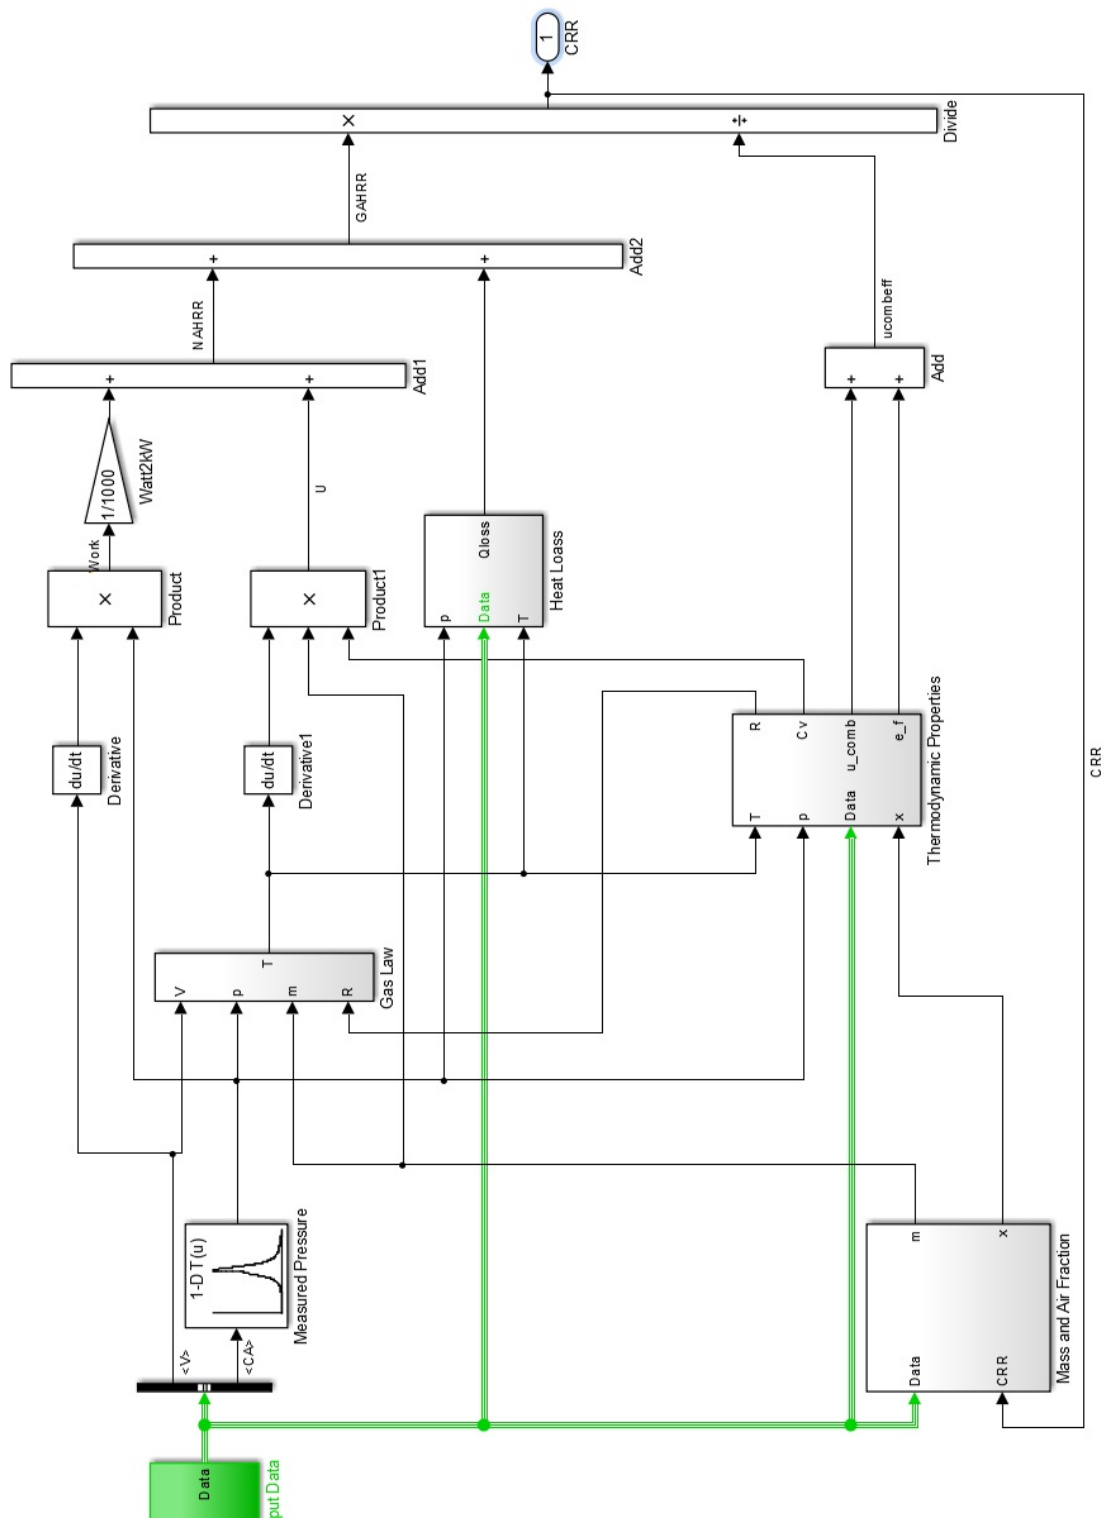 Data
put Data
<V>
<CA>
1-D T(u)
Measured Pressure
Data
CRR
m
x
Mass and Air Fraction
V
p
m
R
T
Gas Law
du/dt
Derivative
du/dt
Derivative1
T
p
Data
x
R
Cv
u_comb
e_f
Thermodynamic Properties
×
Product
Work
1/1000
Watt2kW
×
Product1
U
p
Data
T
Qloss
Heat Loass
+
+
Add1
NAHRR
+
+
Add
ucombeff
+
+
Add2
GAHRR
×
÷
Divide
1
CRR
CRR